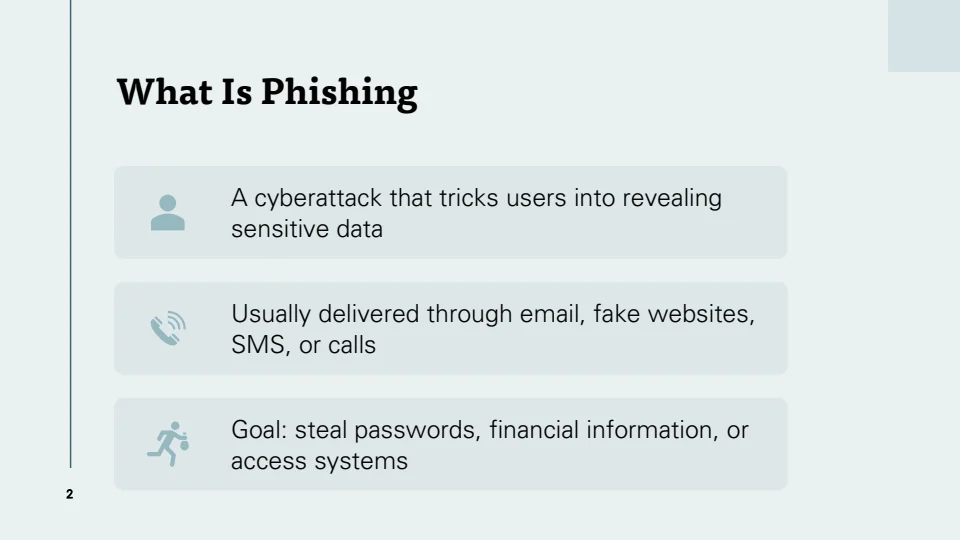 What Is Phishing
A cyberattack that tricks users into revealing
sensitive data
Usually delivered through email, fake websites,
SMS, or calls
Goal: steal passwords, financial information, or
access systems
2